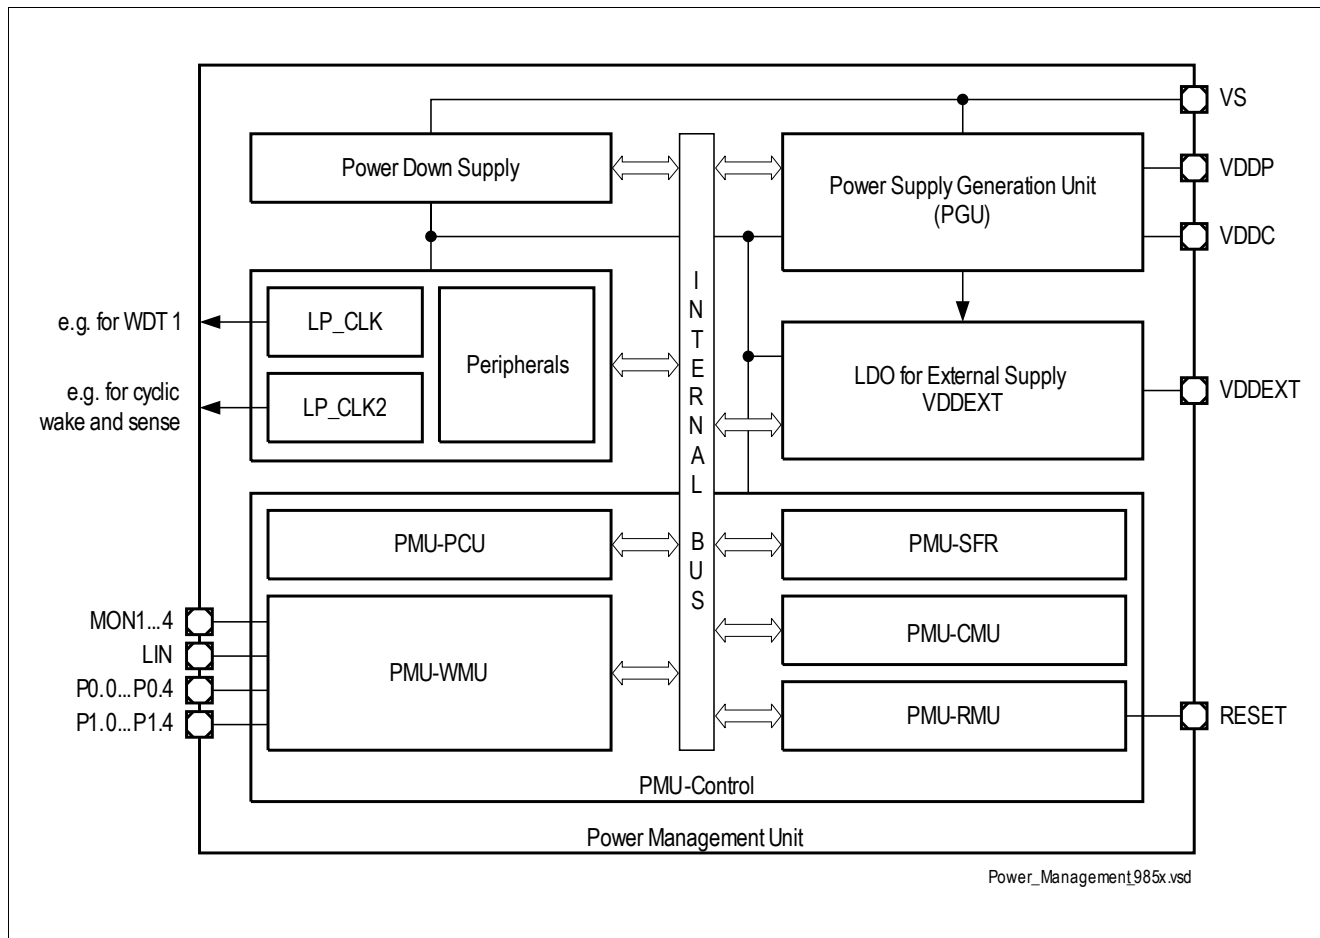 VS
Power Down Supply
Power Supply Generation Unit
(PGU)
VDDP
VDDC
INTERNAL BUS
LP_CLK
Peripherals
LP_CLK2
e.g. for WDT 1
e.g. for cyclic
wake and sense
LDO for External Supply
VDDEXT
VDDEXT
PMU-PCU
PMU-SFR
MON1...4
LIN
P0.0...P0.4
P1.0...P1.4
PMU-WMU
PMU-CMU
PMU-RMU
RESET
PMU-Control
Power Management Unit
Power_Management_985x.vsd